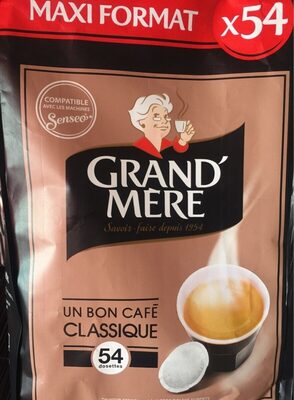 MAXI FORMAT
x54
COMPATIBLE
AVEC LES MACHINES
Senseo
GRAND'
MÈRE
Savoir-faire depuis 1954
UN BON CAFÉ
CLASSIQUE
54
dosettes